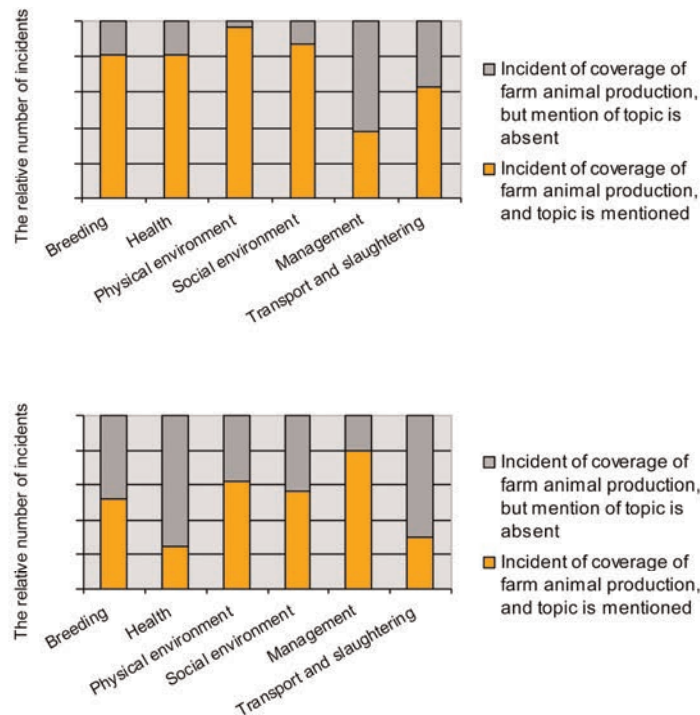 The relative number of incidents
Incident of coverage of
farm animal production,
but mention of topic is
absent
Incident of coverage of
farm animal production,
and topic is mentioned
Breeding
Health
Physical environment
Social environment
Management
Transport and slaughtering
The relative number of incidents
Incident of coverage of
farm animal production,
but mention of topic is
absent
Incident of coverage of
farm animal production,
and topic is mentioned
Breeding
Health
Physical environment
Social environment
Management
Transport and slaughtering